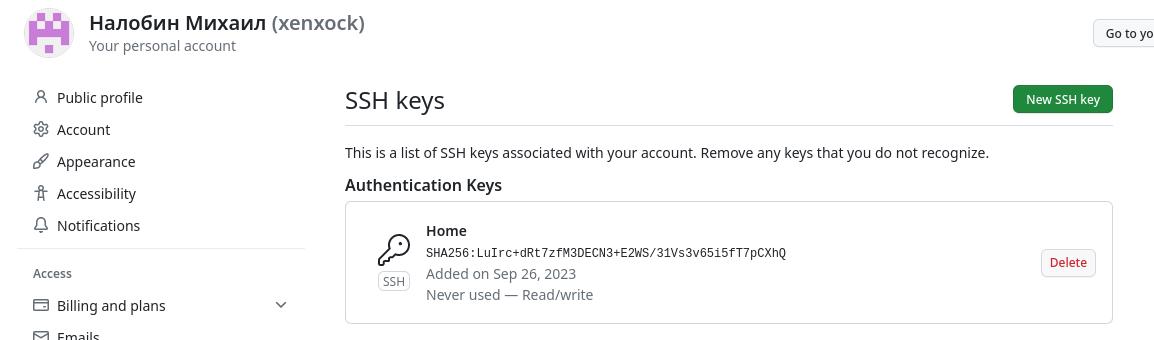 Налобин Михаил (xenxock)
Your personal account
Go to yo
Public profile
Account
Appearance
Accessibility
Notifications
Access
Billing and plans
Emails
SSH keys
New SSH key
This is a list of SSH keys associated with your account. Remove any keys that you do not recognize.
Authentication Keys
Home
SHA256:LuIrc+dRt7zfM3DECN3+E2WS/31Vs3v65i5fT7pCXhQ
SSH
Added on Sep 26, 2023
Never used — Read/write
Delete